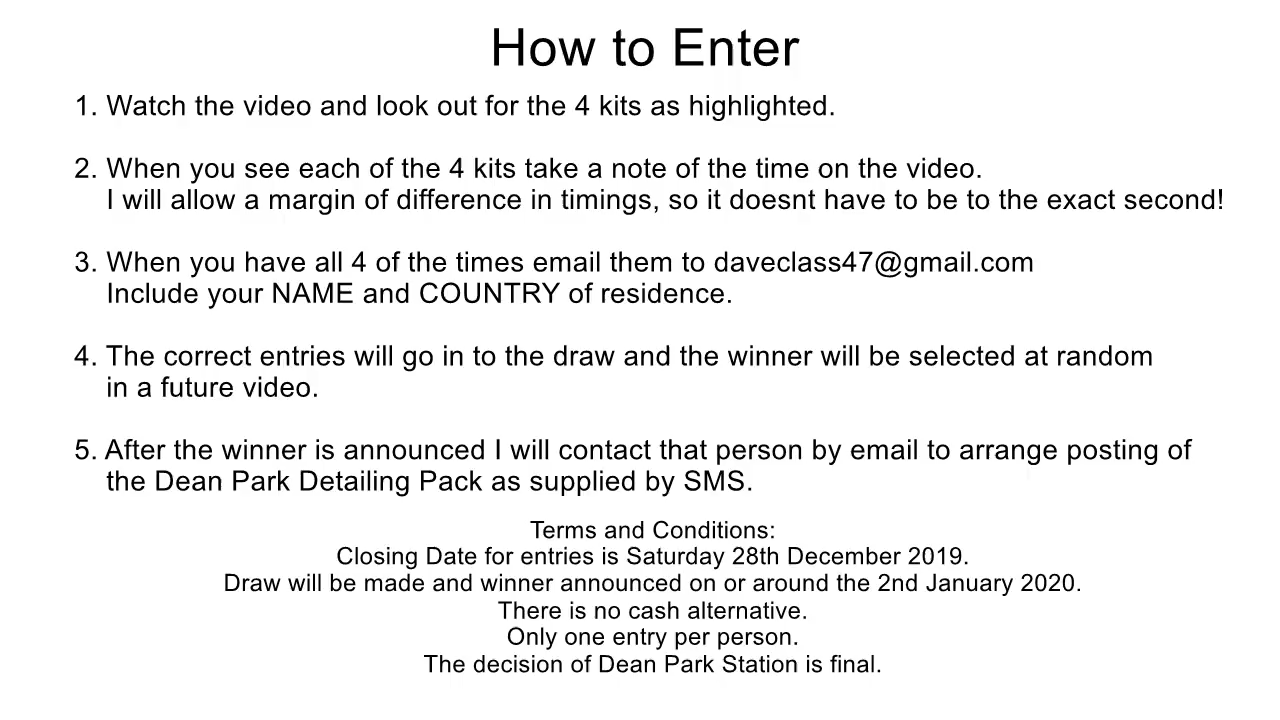 How to Enter
1. Watch the video and look out for the 4 kits as highlighted.
2. When you see each of the 4 kits take a note of the time on the video.
I will allow a margin of difference in timings, so it doesnt have to be to the exact second!
3. When you have all 4 of the times email them to daveclass47@gmail.com
Include your NAME and COUNTRY of residence.
4. The correct entries will go in to the draw and the winner will be selected at random
in a future video.
5. After the winner is announced I will contact that person by email to arrange posting of
the Dean Park Detailing Pack as supplied by SMS.
Terms and Conditions:
Closing Date for entries is Saturday 28th December 2019.
Draw will be made and winner announced on or around the 2nd January 2020.
There is no cash alternative.
Only one entry per person.
The decision of Dean Park Station is final.